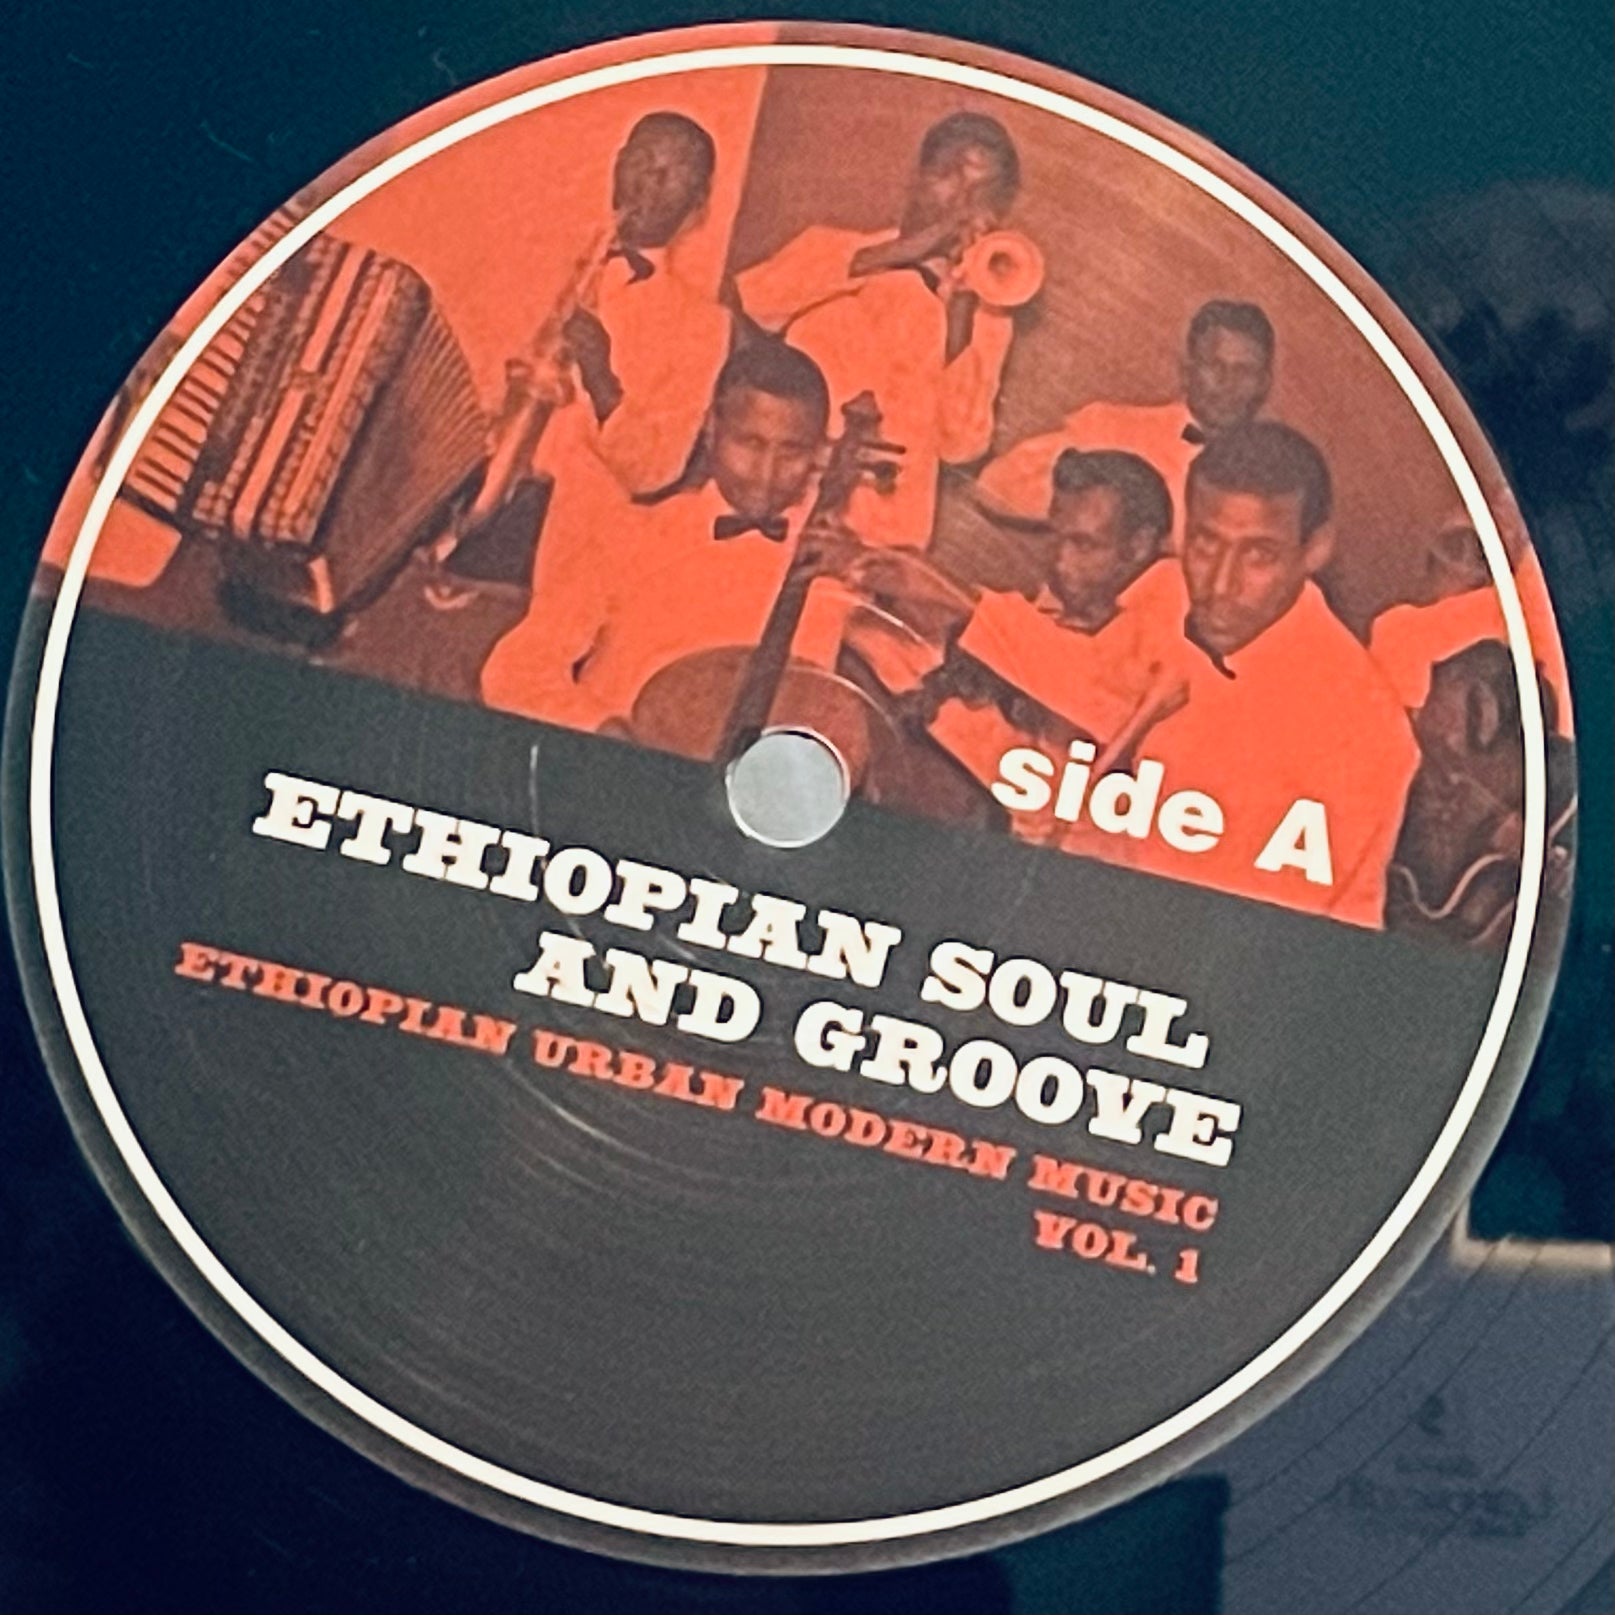 side A
ETHIOPIAN SOUL
AND GROOVE
ETHIOPIAN URBAN MODERN MUSIC
VOL. 1